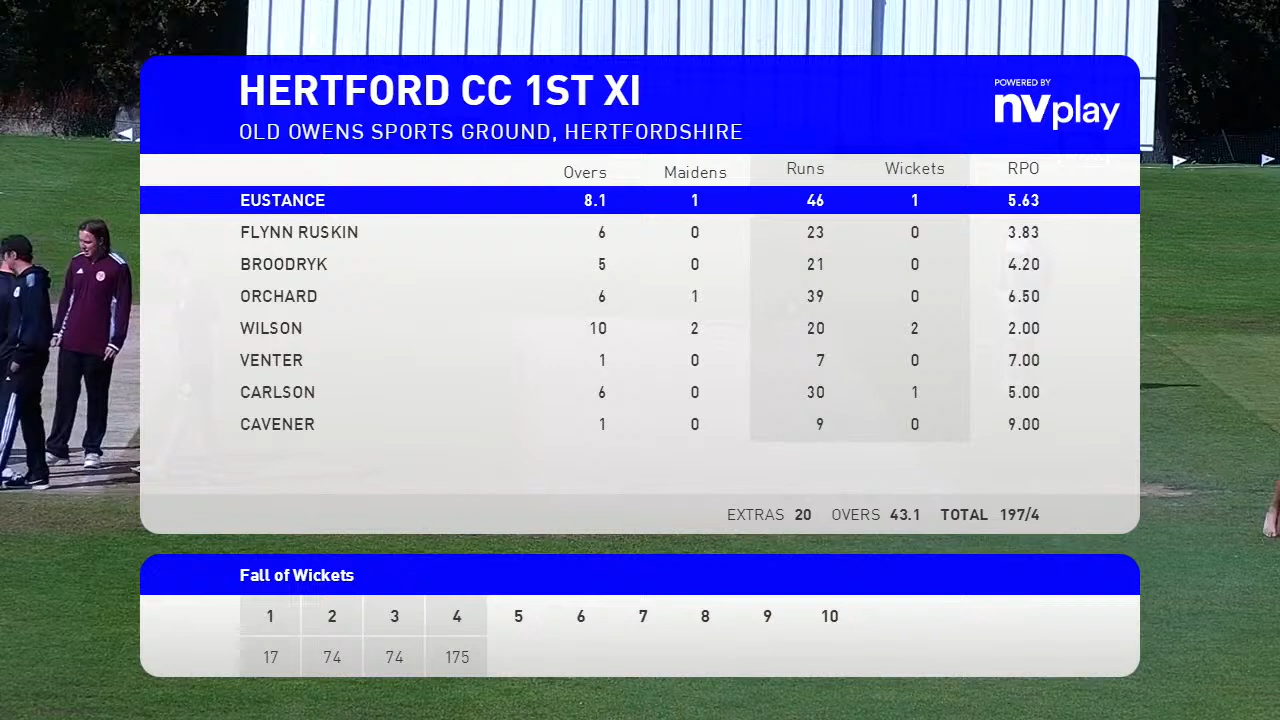 HERTFORD CC 1ST XI
OLD OWENS SPORTS GROUND, HERTFORDSHIRE
POWERED BY
nvplay
Overs Maidens Runs Wickets RPO
EUSTANCE 8.1 1 46 1 5.63
FLYNN RUSKIN 6 0 23 0 3.83
BROODRYK 5 0 21 0 4.20
ORCHARD 6 1 39 0 6.50
WILSON 10 2 20 2 2.00
VENTER 1 0 7 0 7.00
CARLSON 6 0 30 1 5.00
CAVENER 1 0 9 0 9.00
EXTRAS 20 OVERS 43.1 TOTAL 197/4
Fall of Wickets
1 2 3 4 5 6 7 8 9 10
17 74 74 175